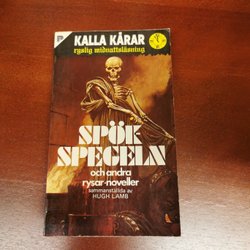 KALLA KÅRAR
ryslig midnattsläsning
SPÖK
SPEGELN
och andra
rysar-noveller
sammanställda av
HUGH LAMB